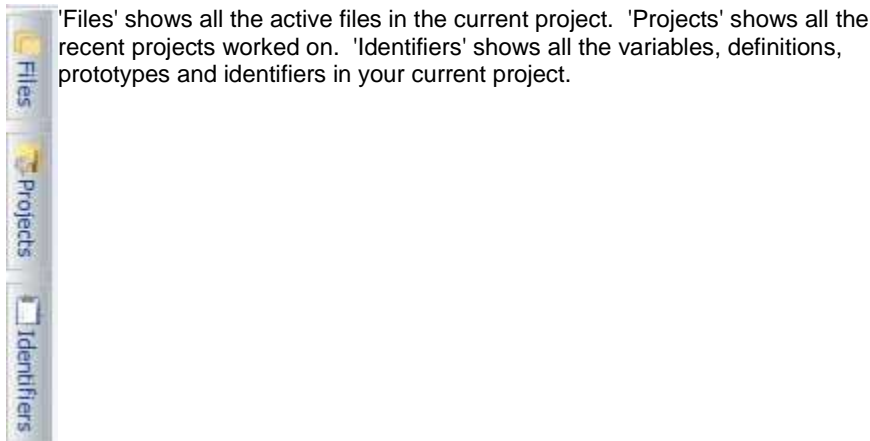 'Files' shows all the active files in the current project.  'Projects' shows all the
recent projects worked on.  'Identifiers' shows all the variables, definitions,
prototypes and identifiers in your current project.
Files
Projects
Identifiers